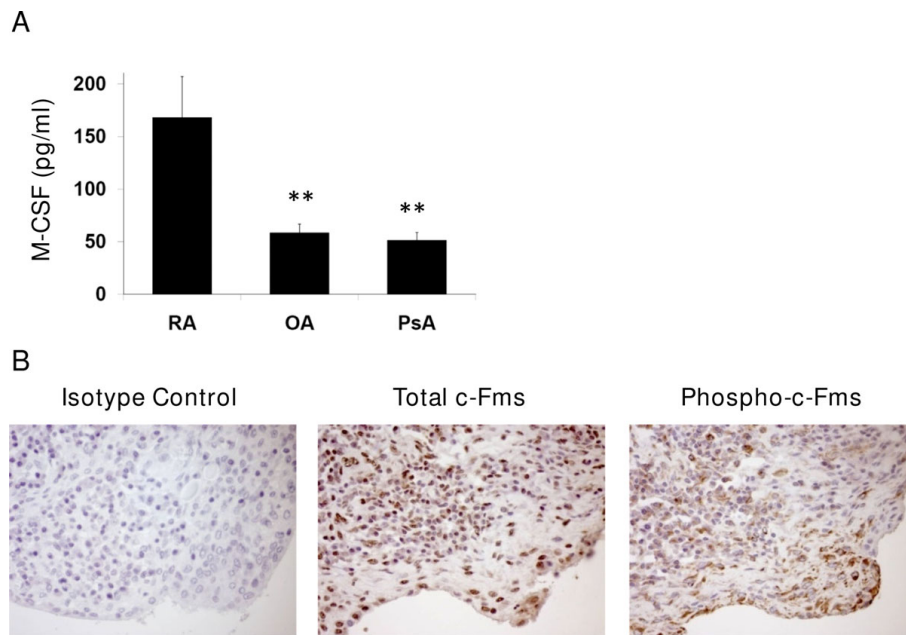 A
M-CSF (pg/ml)
200
150
100
50
0
**
**
RA OA PsA
B
Isotype Control Total c-Fms Phospho-c-Fms